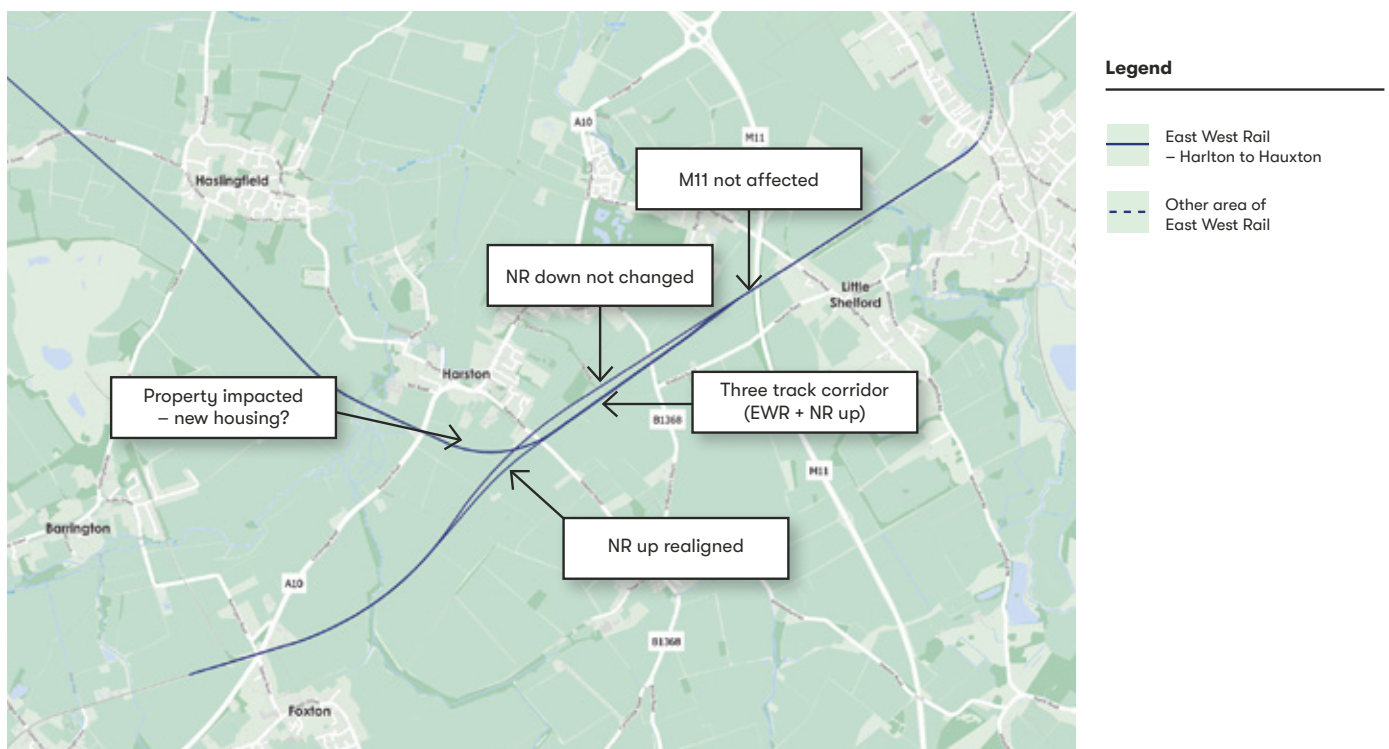 Legend
East West Rail
– Harlton to Hauxton
Other area of
East West Rail
A10
M11
M11 not affected
Haslingfield
NR down not changed
Little
Shelford
Harston
Property impacted
– new housing?
Three track corridor
(EWR + NR up)
B1368
M11
Barrington
NR up realigned
A10
B1368
Foxton